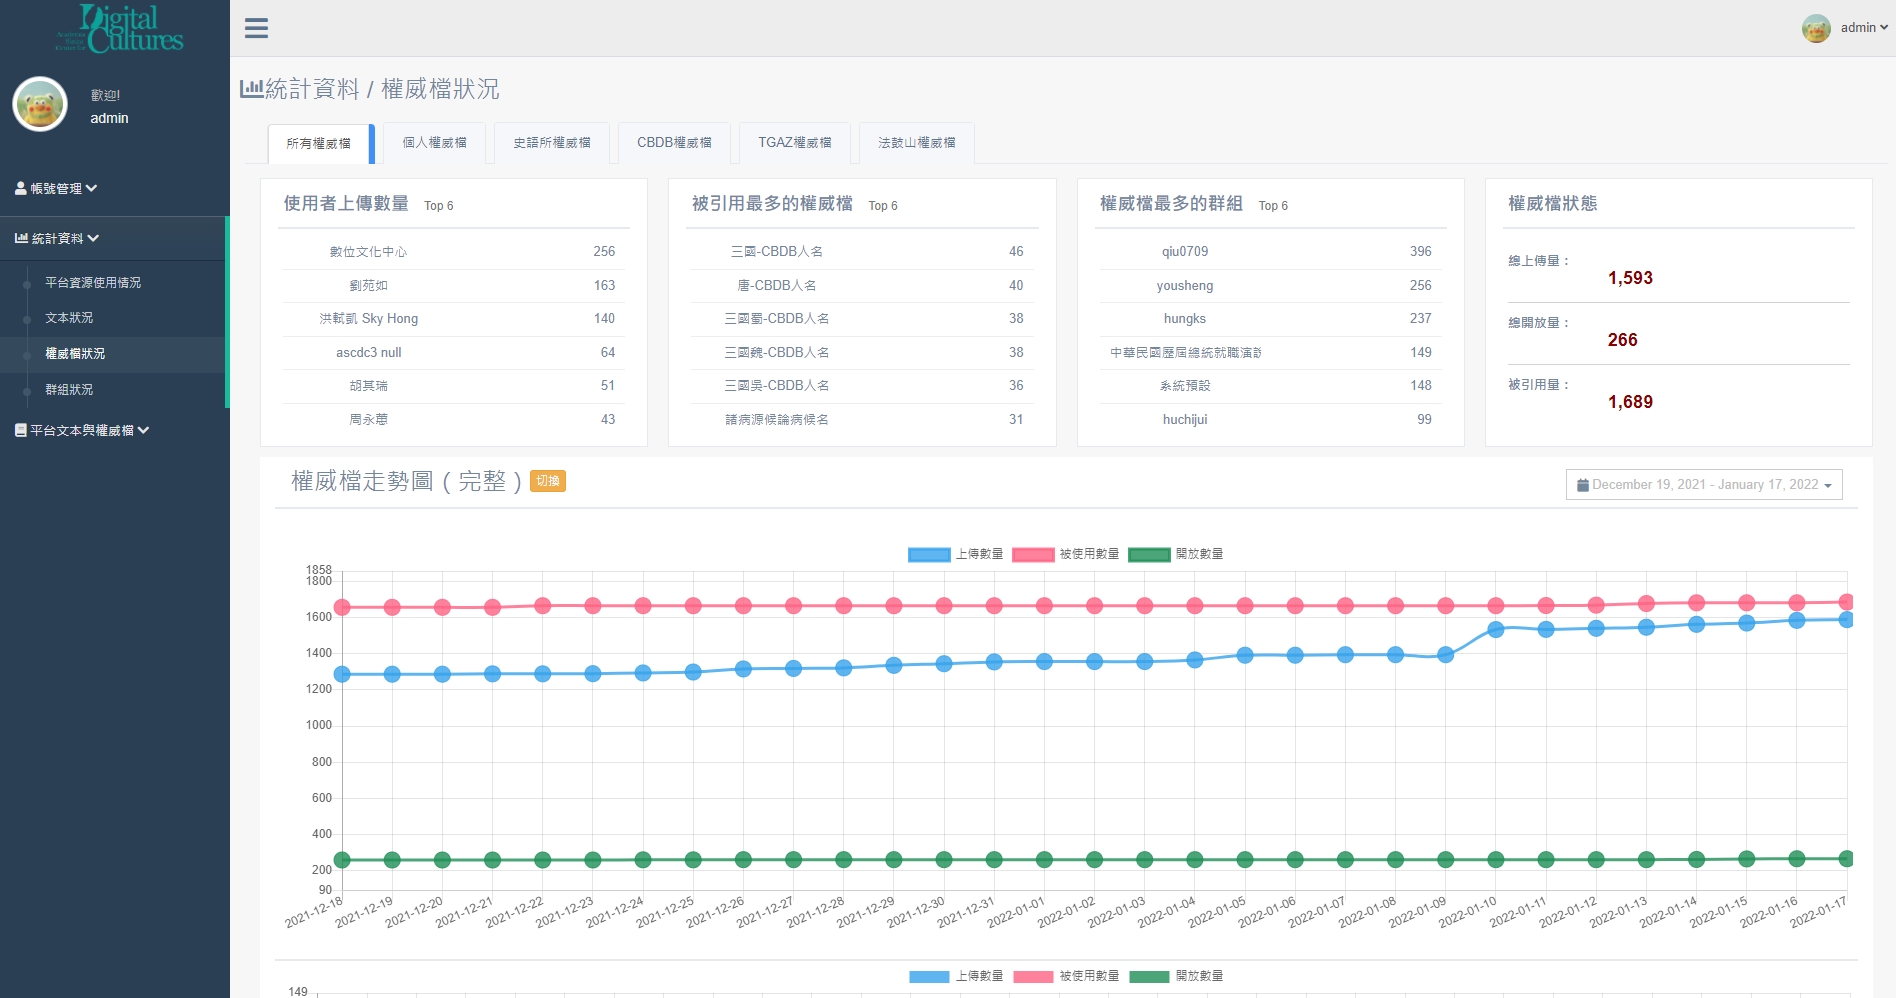 Digital
Cultures
admin
歡迎!
admin
帳號管理
統計資料
平台資源使用情況
文本狀況
權威檔狀況
群組狀況
平台文本與權威檔
統計資料 / 權威檔狀況
所有權威檔 個人權威檔 史語所權威檔 CBDB權威檔 TGAZ權威檔 法鼓山權威檔
使用者上傳數量 Top 6
數位文化中心 256
劉苑如 163
洪軾凱 Sky Hong 140
ascdc3 null 64
胡其瑞 51
周永蒽 43
被引用最多的權威檔 Top 6
三國-CBDB人名 46
唐-CBDB人名 40
三國蜀-CBDB人名 38
三國魏-CBDB人名 38
三國吳-CBDB人名 36
諸病源候論病候名 31
權威檔最多的群組 Top 6
qiu0709 396
yousheng 256
hungks 237
中華民國歷屆總統就職演 149
系統預設 148
huchijui 99
權威檔狀態
總上傳量：
1,593
總開放量：
266
被引用量：
1,689
權威檔走勢圖 ( 完整 ) 切換
December 19, 2021 - January 17, 2022
上傳數量 被使用數量 開放數量
1858
1800
1600
1400
1200
1000
800
600
400
200
90
2021-12-18 2021-12-19 2021-12-20 2021-12-21 2021-12-22 2021-12-23 2021-12-24 2021-12-25 2021-12-26 2021-12-27 2021-12-28 2021-12-29 2021-12-30 2021-12-31 2022-01-01 2022-01-02 2022-01-03 2022-01-04 2022-01-05 2022-01-06 2022-01-07 2022-01-08 2022-01-09 2022-01-10 2022-01-11 2022-01-12 2022-01-13 2022-01-14 2022-01-15 2022-01-16 2022-01-17
上傳數量 被使用數量 開放數量
149